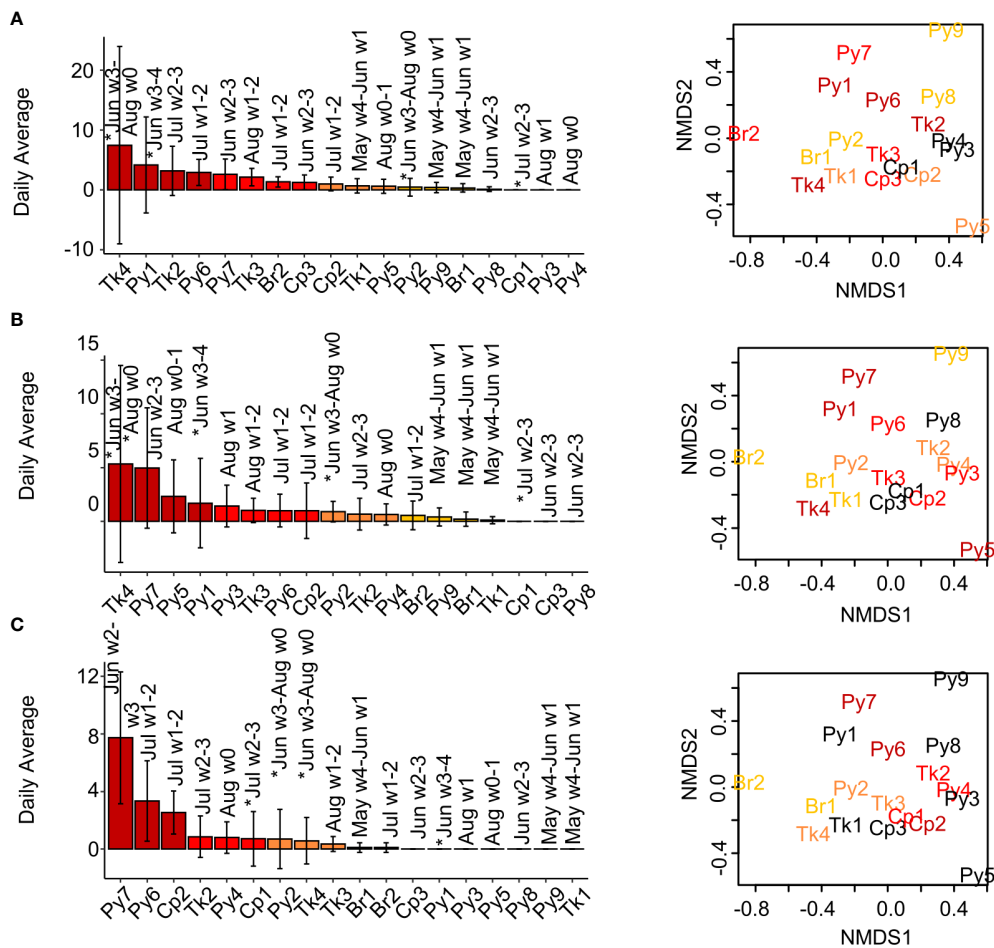 A
Daily Average
20
10
0
-10
*Jun w3-
Aug w0
*Jun w3-4
Jul w2-3
Jul w1-2
Jun w2-3
Aug w1-2
Jul w1-2
Jun w2-3
Jul w1-2
May w4-Jun w1
Aug w0-1
*Jun w3-Aug w0
May w4-Jun w1
May w4-Jun w1
Jun w2-3
*Jul w2-3
Aug w1
Aug w0
Tk4 Py1 Tk2 Py6 Py7 Tk3 Br2 Cp3 Cp2 Tk1 Py5 Py2 Py9 Br1 Py8 Cp1 Py3 Py4
NMDS2
0.4
0.0
-0.4
Py9
Py7
Py1
Py6
Py8
Tk2
Br2
Py2
Py4
Py3
Br1
Tk3
Cp1
Tk1
Cp3
Cp2
Tk4
Py5
-0.8 -0.4 0.0 0.4
NMDS1
B
Daily Average
15
10
5
0
*Jun w3-
*Aug w0
Jun w2-3
Aug w0-1
*Jun w3-4
Aug w1
Aug w1-2
Jul w1-2
Jul w1-2
*Jun w3-Aug w0
Jul w2-3
Aug w0
Jul w1-2
May w4-Jun w1
May w4-Jun w1
May w4-Jun w1
*Jul w2-3
Jun w2-3
Jun w2-3
Tk4 Py7 Py5 Py1 Py3 Tk3 Py6 Cp2 Py2 Tk2 Py4 Br2 Py9 Br1 Tk1 Cp1 Cp3 Py8
NMDS2
0.4
0.0
-0.4
Py9
Py7
Py1
Py6
Py8
Tk2
Br2
Py2
Py4
Py3
Br1
Tk3
Cp1
Tk1
Cp3
Cp2
Tk4
Py5
-0.8 -0.4 0.0 0.4
NMDS1
C
Daily Average
12
8
4
0
Jun w2-
w3
Jul w1-2
Jul w1-2
Jul w2-3
Aug w0
*Jul w2-3
*Jun w3-Aug w0
*Jun w3-Aug w0
Aug w1-2
May w4-Jun w1
Jul w1-2
Jun w2-3
*Jun w3-4
Aug w1
Aug w0-1
Jun w2-3
May w4-Jun w1
May w4-Jun w1
Py7 Py6 Cp2 Tk2 Py4 Cp1 Py2 Tk4 Tk3 Br1 Br2 Cp3 Py1 Py3 Py5 Py8 Py9 Tk1
NMDS2
0.4
0.0
-0.4
Py9
Py7
Py1
Py6
Py8
Tk2
Br2
Py2
Py4
Py3
Br1
Tk3
Cp1
Tk1
Cp3
Cp2
Tk4
Py5
-0.8 -0.4 0.0 0.4
NMDS1